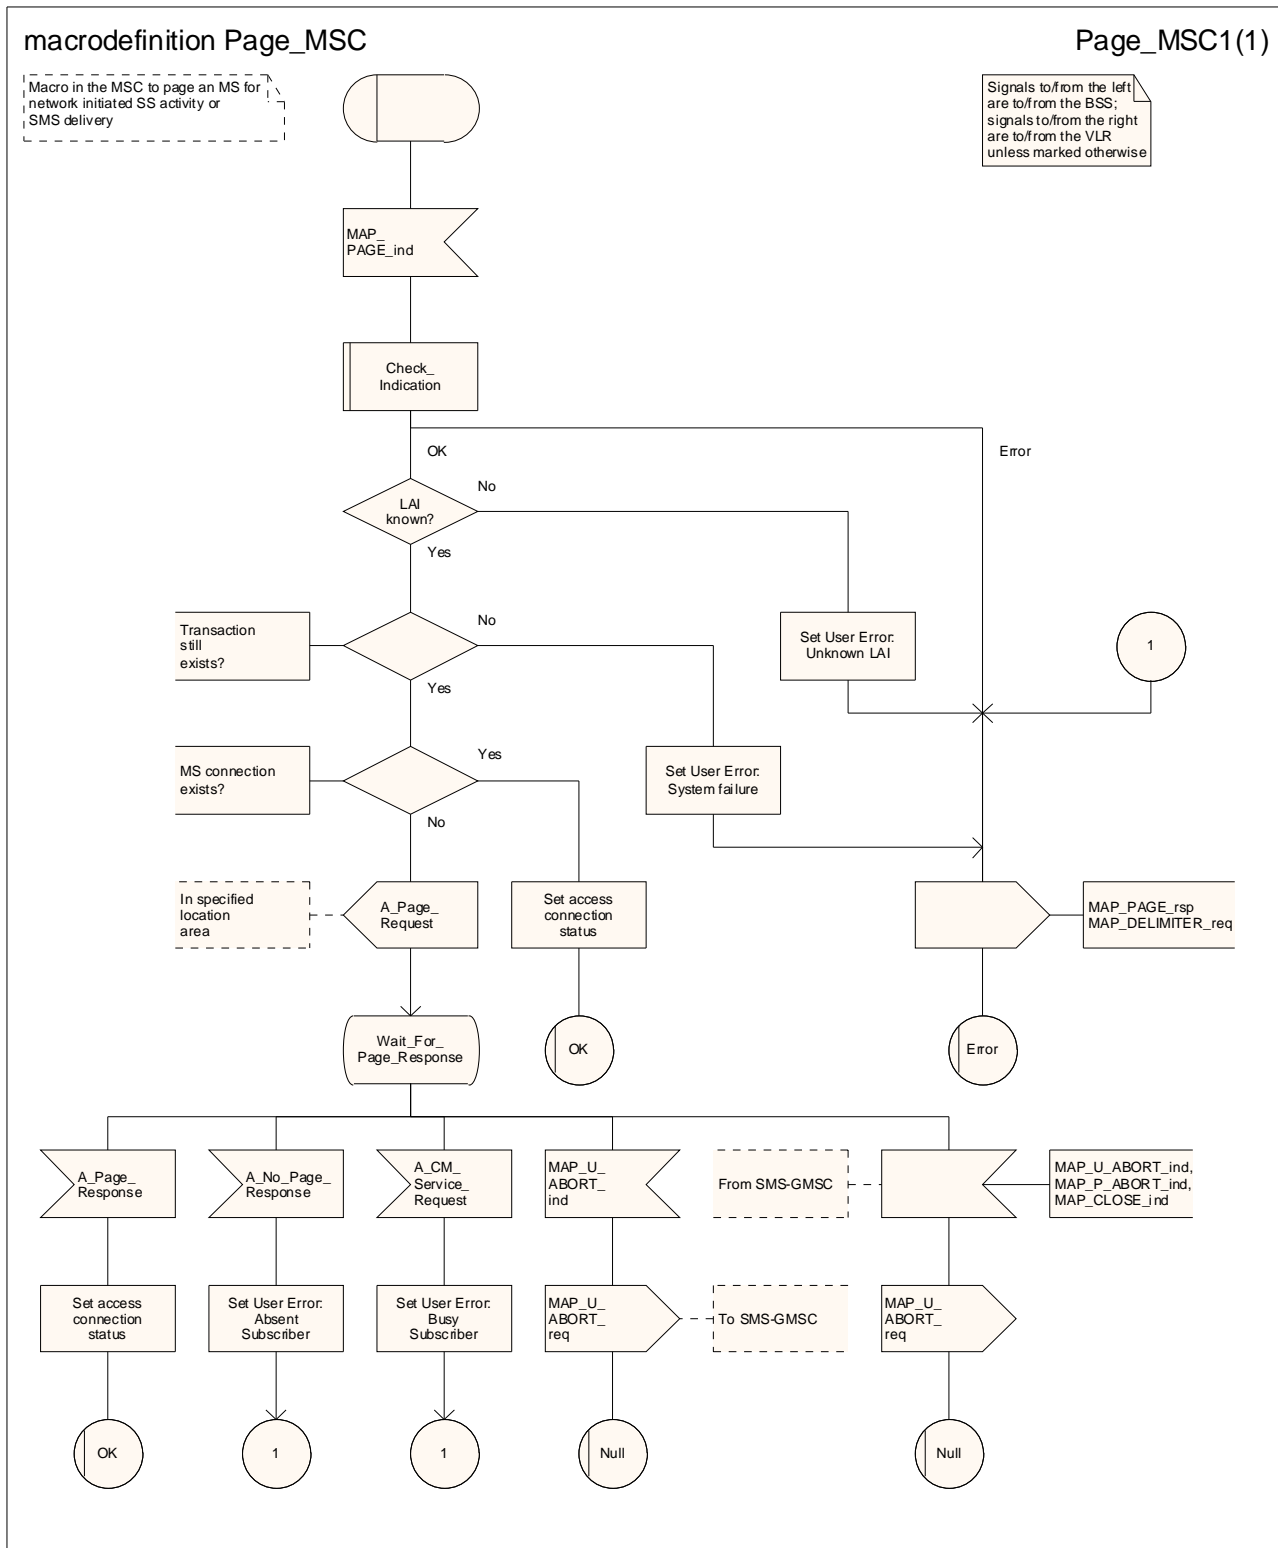 macrodefinition Page_MSC
Page_MSC1(1)
Macro in the MSC to page an MS for
network initiated SS activity or
SMS delivery
Signals to/from the left
are to/from the BSS;
signals to/from the right
are to/from the VLR
unless marked otherwise
MAP_
PAGE_ind
Check_
Indication
OK
Error
No
LAI
known?
Yes
Transaction
still
exists?
No
Set User Error:
Unknown LAI
1
Yes
MS connection
exists?
Yes
Set User Error:
System failure
No
In specified
location
area
A_Page_
Request
Set access
connection
status
MAP_PAGE_rsp
MAP_DELIMITER_req
Wait_For_
Page_Response
OK
Error
A_Page_
Response
A_No_Page_
Response
A_CM_
Service_
Request
MAP_U_
ABORT_
ind
From SMS-GMSC
MAP_U_ABORT_ind,
MAP_P_ABORT_ind,
MAP_CLOSE_ind
Set access
connection
status
Set User Error:
Absent
Subscriber
Set User Error:
Busy
Subscriber
MAP_U_
ABORT_
req
To SMS-GMSC
MAP_U_
ABORT_
req
OK
1
1
Null
Null